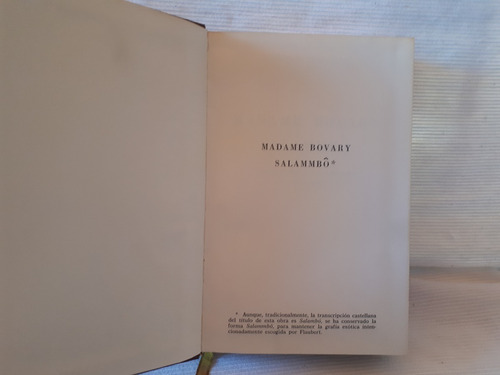 MADAME BOVARY
SALAMMBÔ*
* Aunque, tradicionalmente, la transcripción castellana
del título de esta obra es Salambó, se ha conservado la
forma Salammbô, para mantener la grafía exótica inten-
cionadamente escogida por Flaubert.